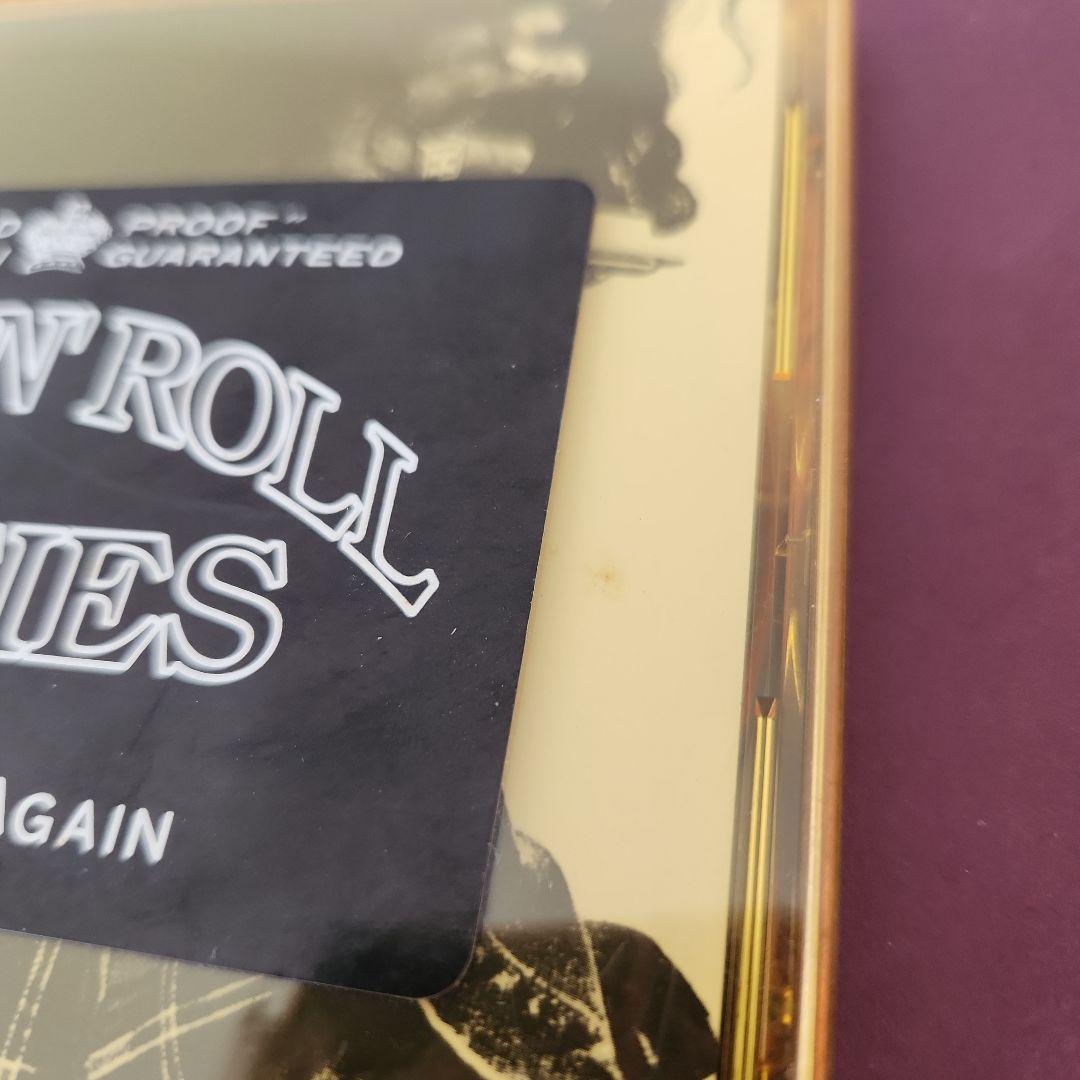 PROOF"
GUARANTEED
N' ROLL
IES
AGAIN